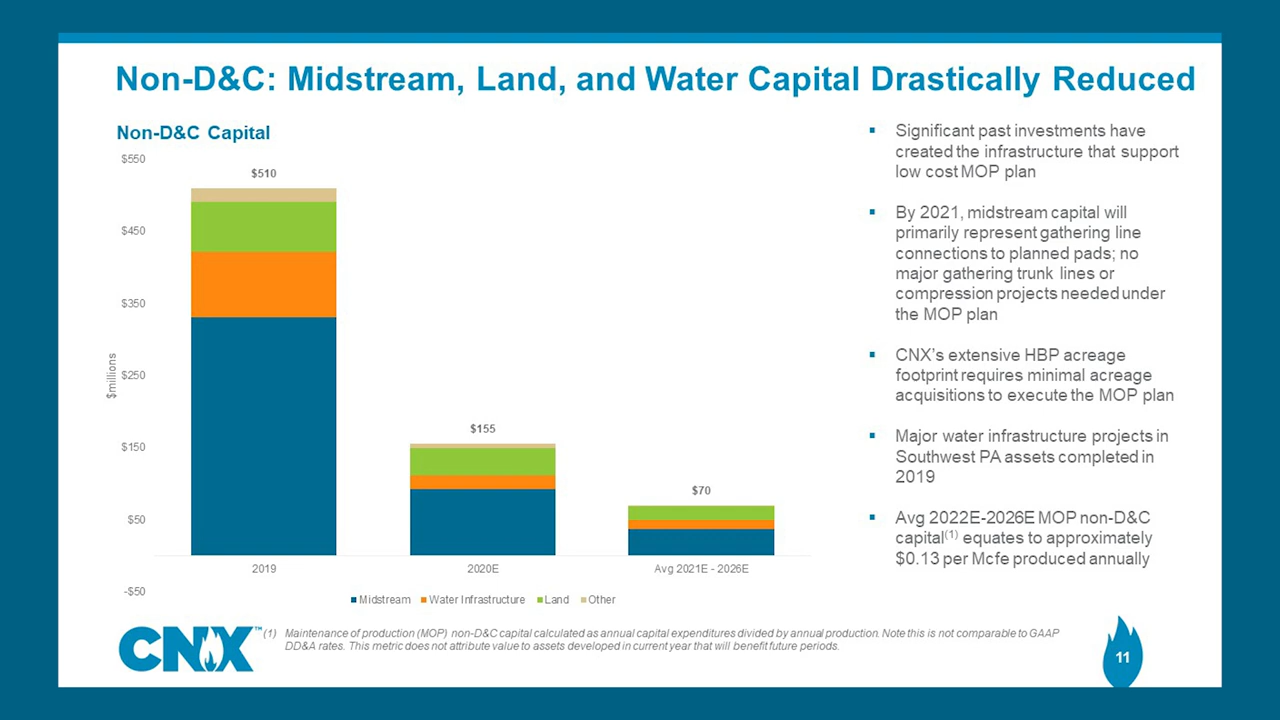 Non-D&C: Midstream, Land, and Water Capital Drastically Reduced
Non-D&C Capital
$550
$450
$350
$250
$150
$50
-$50
$millions
$510
$155
$70
2019
2020E
Avg 2021E - 2026E
Midstream
Water Infrastructure
Land
Other
Significant past investments have
created the infrastructure that support
low cost MOP plan
By 2021, midstream capital will
primarily represent gathering line
connections to planned pads; no
major gathering trunk lines or
compression projects needed under
the MOP plan
CNX's extensive HBP acreage
footprint requires minimal acreage
acquisitions to execute the MOP plan
Major water infrastructure projects in
Southwest PA assets completed in
2019
Avg 2022E-2026E MOP non-D&C
capital(1) equates to approximately
$0.13 per Mcfe produced annually
CNX™
(1) Maintenance of production (MOP) non-D&C capital calculated as annual capital expenditures divided by annual production. Note this is not comparable to GAAP
DD&A rates. This metric does not attribute value to assets developed in current year that will benefit future periods.
11